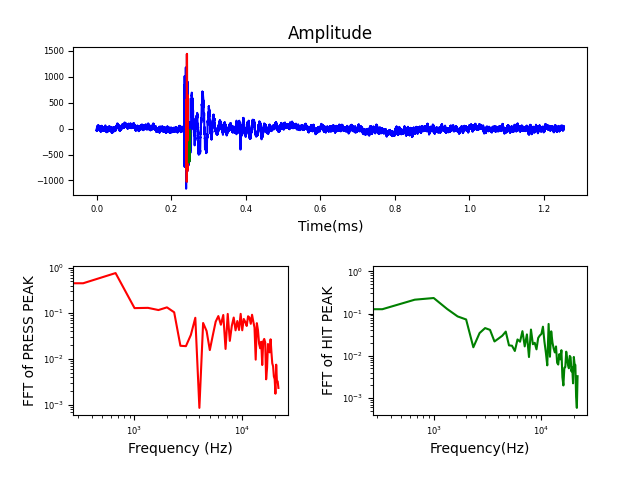 Amplitude
1500
1000
500
0
−500
−1000
0.0 0.2 0.4 0.6 0.8 1.0 1.2
Time(ms)
FFT of PRESS PEAK
10⁰
10⁻¹
10⁻²
10⁻³
10³ 10⁴
Frequency (Hz)
FFT of HIT PEAK
10⁰
10⁻¹
10⁻²
10⁻³
10³ 10⁴
Frequency(Hz)